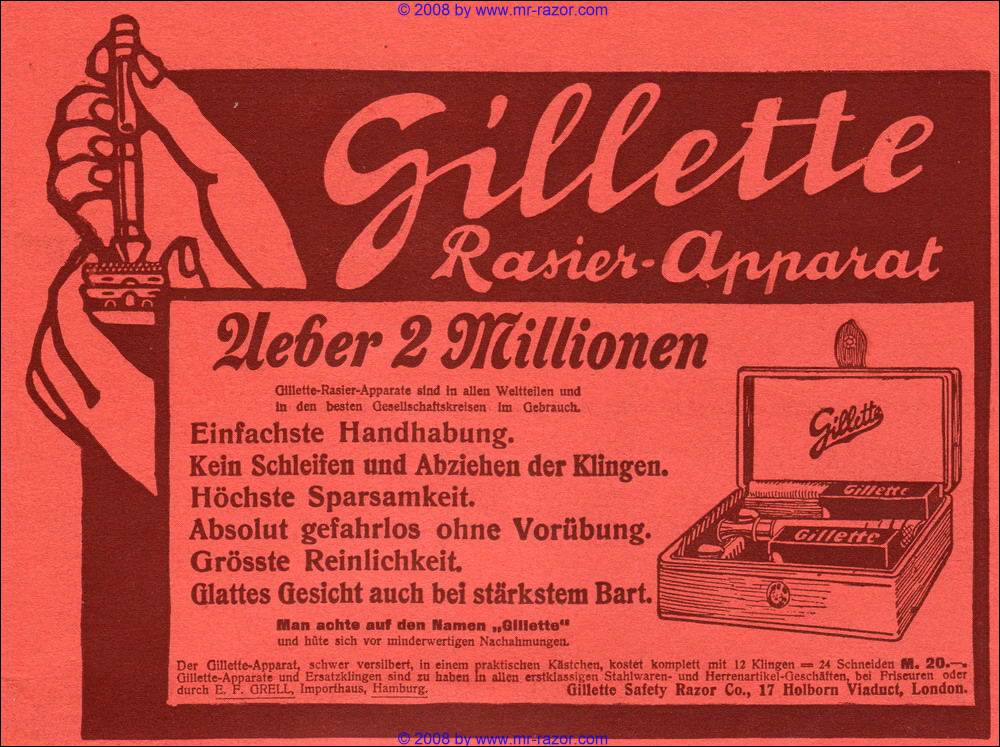 © 2008 by www.mr-razor.com
Gillette
Rasier-Apparat
Ueber 2 Millionen
Gillette-Rasier-Apparate sind in allen Weltteilen und
in den besten Gesellschaftskreisen im Gebrauch.
Einfachste Handhabung.
Kein Schleifen und Abziehen der Klingen.
Höchste Sparsamkeit.
Absolut gefahrlos ohne Vorübung.
Grösste Reinlichkeit.
Glattes Gesicht auch bei stärkstem Bart.
Man achte auf den Namen „Gillette“
und hüte sich vor minderwertigen Nachahmungen.
Gillette
Gillette
Gillette
Der Gillette-Apparat, schwer versilbert, in einem praktischen Kästchen, kostet komplett mit 12 Klingen = 24 Schneiden M. 20.—.
Gillette-Apparate und Ersatzklingen sind zu haben in allen erstklassigen Stahlwaren- und Herrenartikel-Geschäften, bei Friseuren oder
durch E. F. GRELL, Importhaus, Hamburg. Gillette Safety Razor Co., 17 Holborn Viaduct, London.
© 2008 by www.mr-razor.com